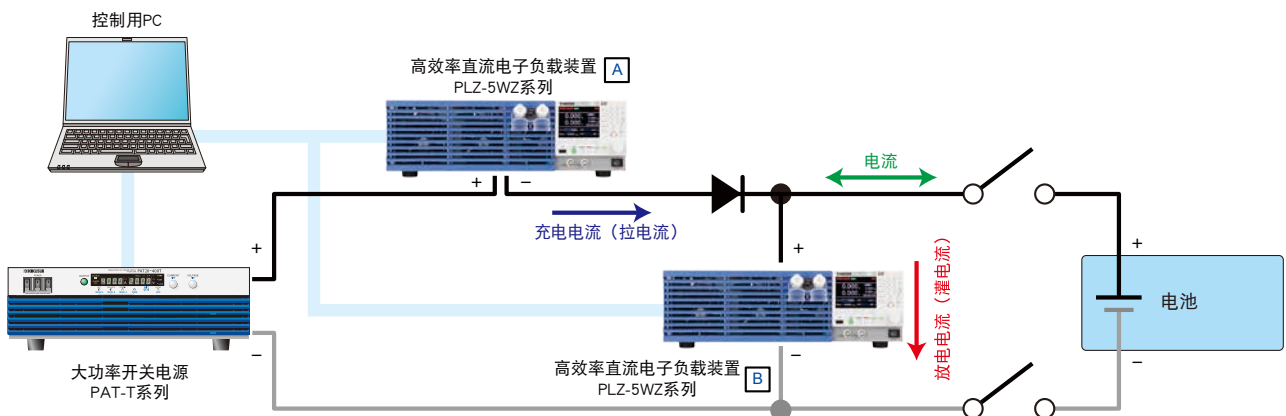 控制用PC
高效率直流电子负载装置 A
PLZ-5WZ系列
+ −
充电电流（拉电流）
电流
+
+
+
放电电流（灌电流）
电池
−
−
−
大功率开关电源
PAT-T系列
高效率直流电子负载装置 B
PLZ-5WZ系列